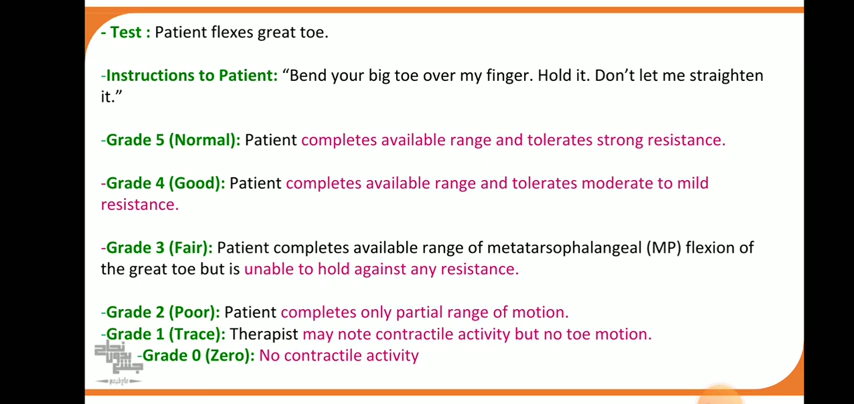 - Test : Patient flexes great toe.
-Instructions to Patient: “Bend your big toe over my finger. Hold it. Don’t let me straighten
it.”
-Grade 5 (Normal): Patient completes available range and tolerates strong resistance.
-Grade 4 (Good): Patient completes available range and tolerates moderate to mild
resistance.
-Grade 3 (Fair): Patient completes available range of metatarsophalangeal (MP) flexion of
the great toe but is unable to hold against any resistance.
-Grade 2 (Poor): Patient completes only partial range of motion.
-Grade 1 (Trace): Therapist may note contractile activity but no toe motion.
-Grade 0 (Zero): No contractile activity